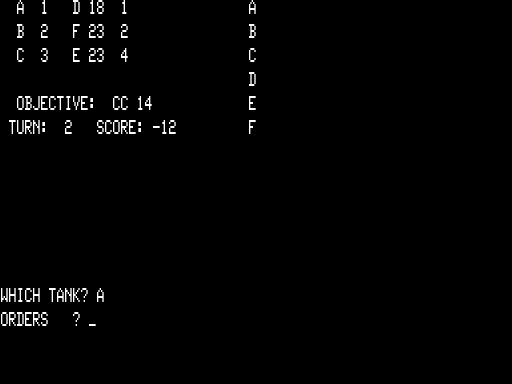 A 1 D 18 1 A
B 2 F 23 2 B
C 3 E 23 4 C
D
OBJECTIVE: CC 14 E
TURN: 2 SCORE: -12 F
WHICH TANK? A
ORDERS ? _